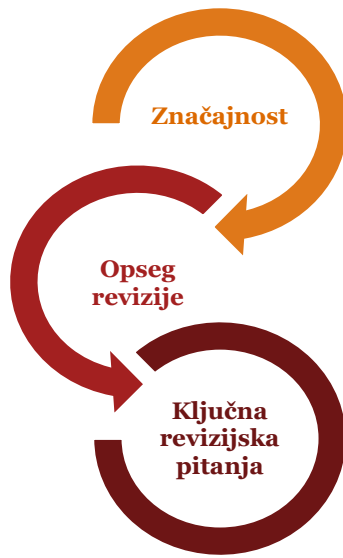 Značajnost
Opseg
revizije
Ključna
revizijska
pitanja